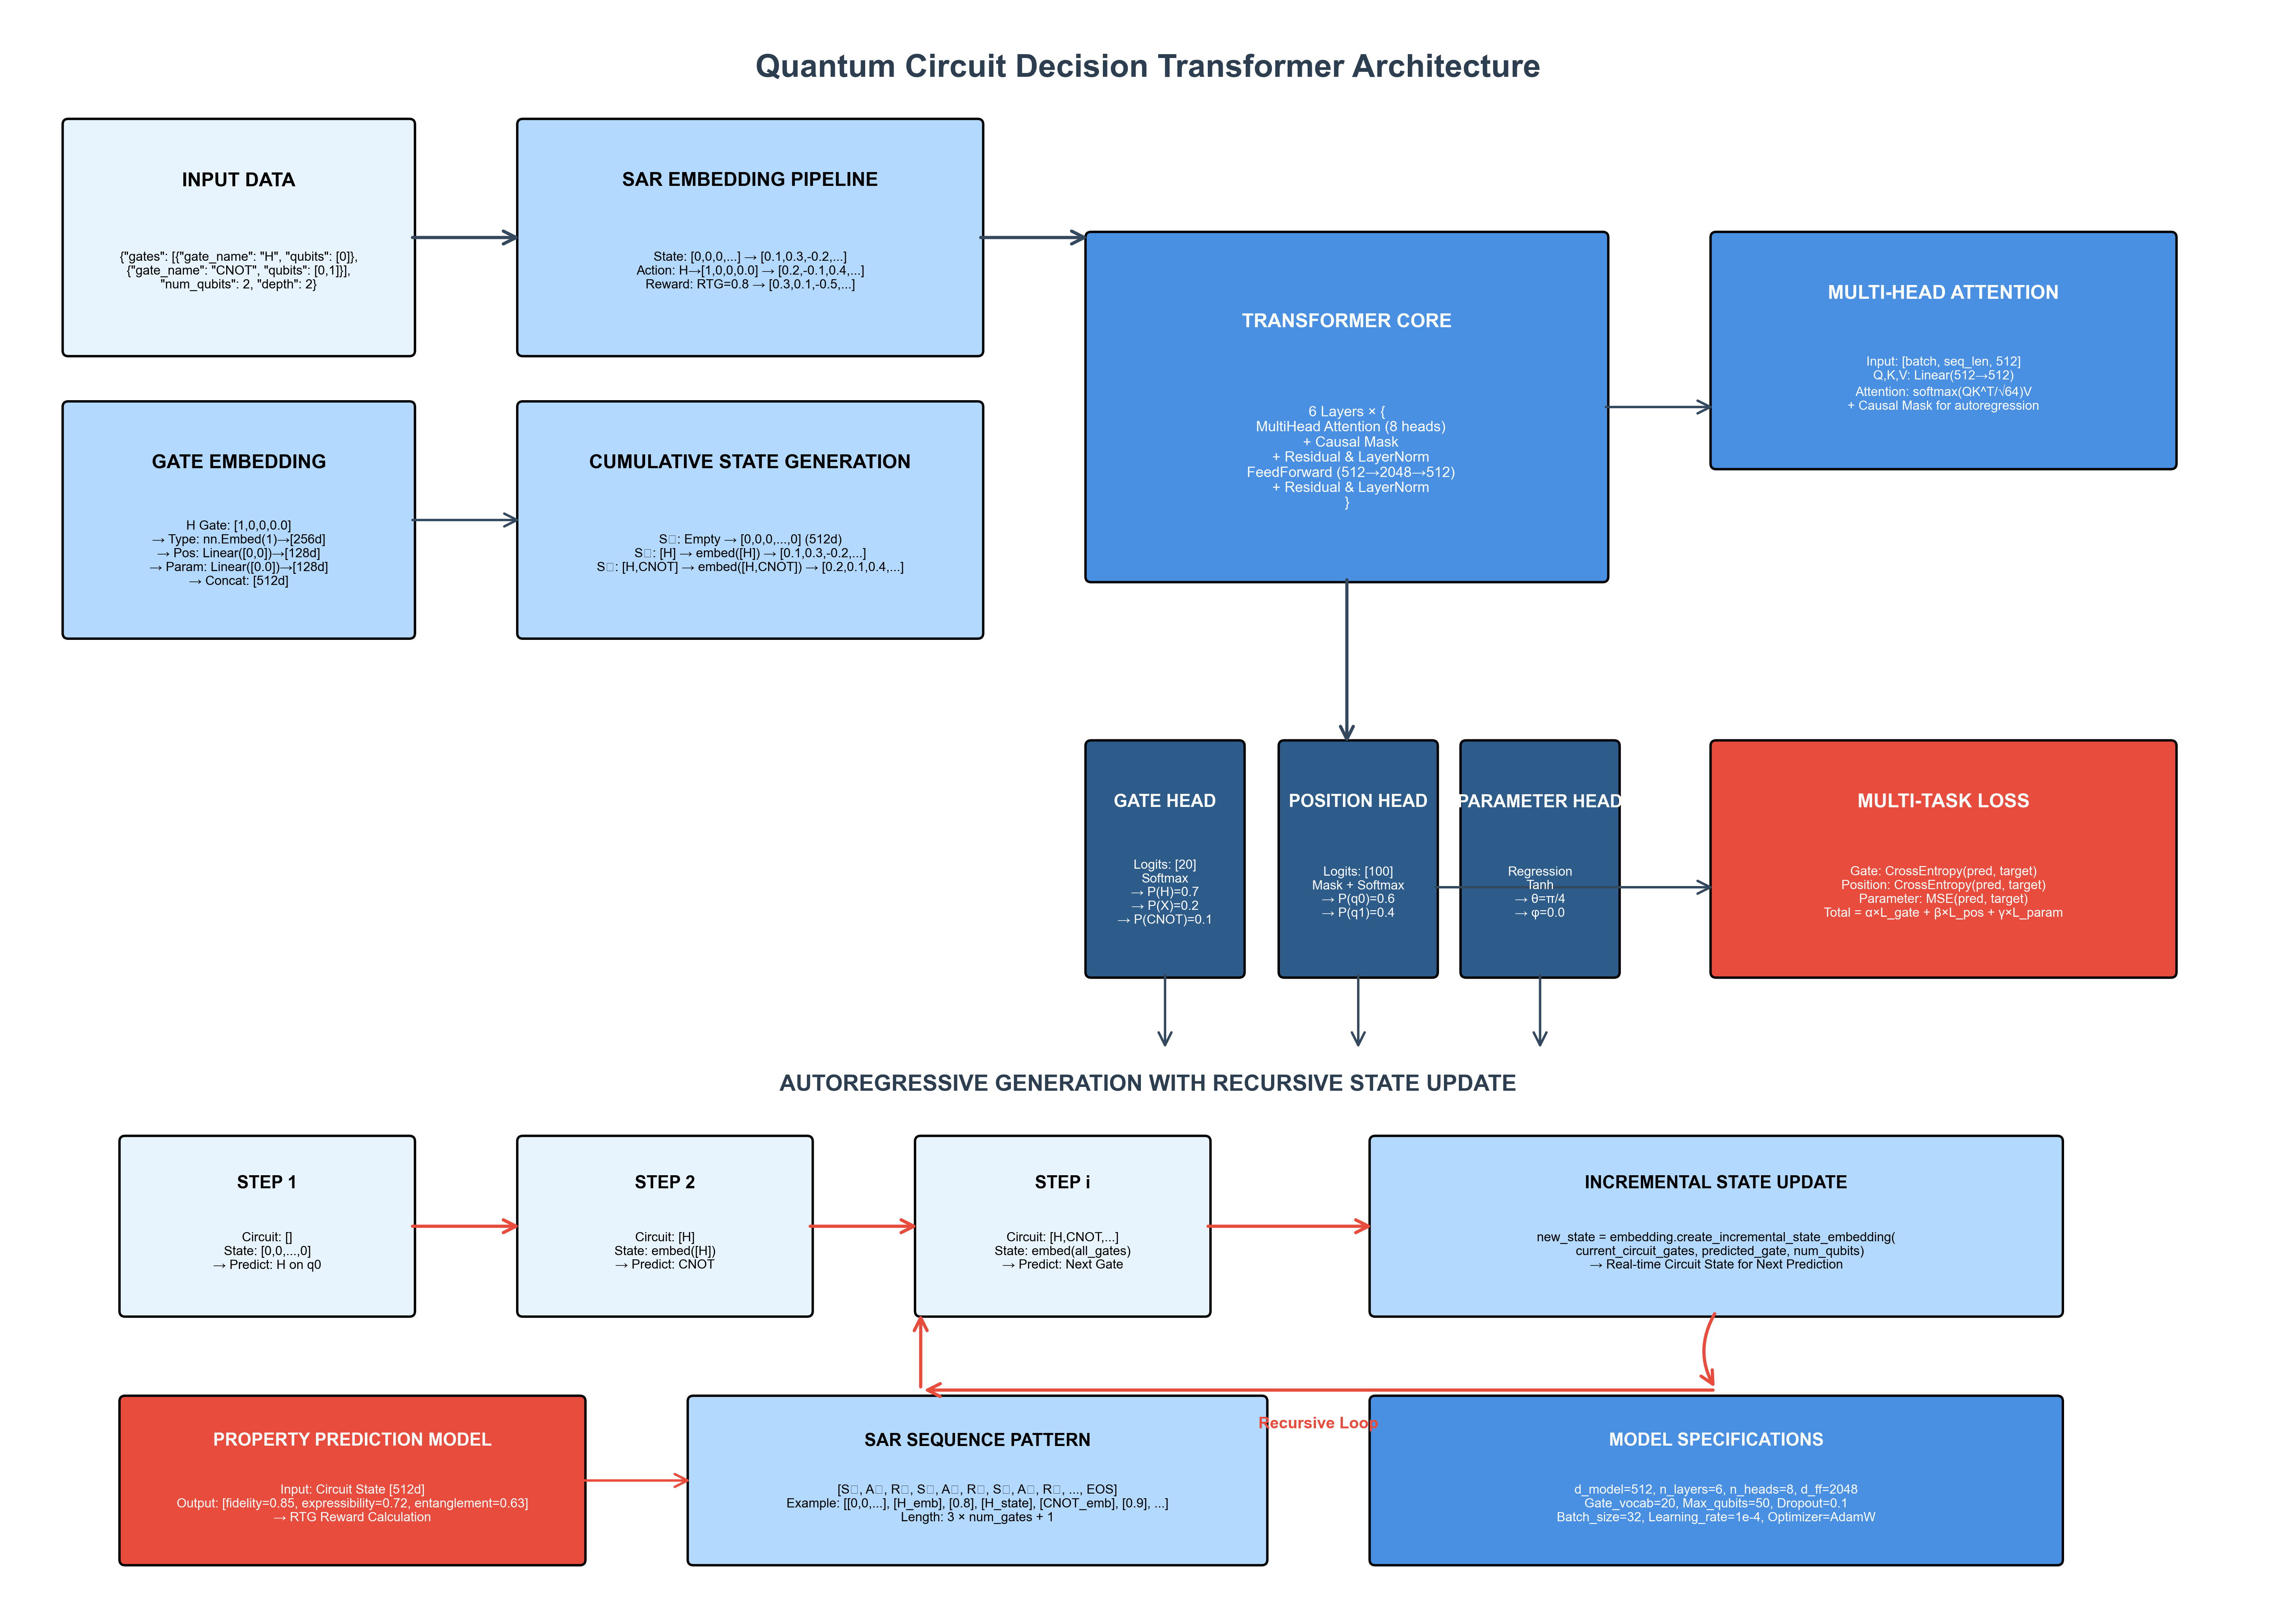 Quantum Circuit Decision Transformer Architecture
INPUT DATA
{"gates": [{"gate_name": "H", "qubits": [0]},
{"gate_name": "CNOT", "qubits": [0,1]}],
"num_qubits": 2, "depth": 2}
SAR EMBEDDING PIPELINE
State: [0,0,0,...] → [0.1,0.3,-0.2,...]
Action: H→[1,0,0,0.0] → [0.2,-0.1,0.4,...]
Reward: RTG=0.8 → [0.3,0.1,-0.5,...]
TRANSFORMER CORE
6 Layers × {
MultiHead Attention (8 heads)
+ Causal Mask
+ Residual & LayerNorm
FeedForward (512→2048→512)
+ Residual & LayerNorm
}
MULTI-HEAD ATTENTION
Input: [batch, seq_len, 512]
Q,K,V: Linear(512→512)
Attention: softmax(QK^T/√64)V
+ Causal Mask for autoregression
GATE EMBEDDING
H Gate: [1,0,0,0.0]
→ Type: nn.Embed(1)→[256d]
→ Pos: Linear([0,0])→[128d]
→ Param: Linear([0.0])→[128d]
→ Concat: [512d]
CUMULATIVE STATE GENERATION
S▯: Empty → [0,0,0,...,0] (512d)
S▯: [H] → embed([H]) → [0.1,0.3,-0.2,...]
S▯: [H,CNOT] → embed([H,CNOT]) → [0.2,0.1,0.4,...]
GATE HEAD
Logits: [20]
Softmax
→ P(H)=0.7
→ P(X)=0.2
→ P(CNOT)=0.1
POSITION HEAD
Logits: [100]
Mask + Softmax
→ P(q0)=0.6
→ P(q1)=0.4
PARAMETER HEAD
Regression
Tanh
→ θ=π/4
→ φ=0.0
MULTI-TASK LOSS
Gate: CrossEntropy(pred, target)
Position: CrossEntropy(pred, target)
Parameter: MSE(pred, target)
Total = α×L_gate + β×L_pos + γ×L_param
AUTOREGRESSIVE GENERATION WITH RECURSIVE STATE UPDATE
STEP 1
Circuit: []
State: [0,0,...,0]
→ Predict: H on q0
STEP 2
Circuit: [H]
State: embed([H])
→ Predict: CNOT
STEP i
Circuit: [H,CNOT,...]
State: embed(all_gates)
→ Predict: Next Gate
INCREMENTAL STATE UPDATE
new_state = embedding.create_incremental_state_embedding(
current_circuit_gates, predicted_gate, num_qubits)
→ Real-time Circuit State for Next Prediction
Recursive Loop
PROPERTY PREDICTION MODEL
Input: Circuit State [512d]
Output: [fidelity=0.85, expressibility=0.72, entanglement=0.63]
→ RTG Reward Calculation
SAR SEQUENCE PATTERN
[S▯, A▯, R▯, S▯, A▯, R▯, S▯, A▯, R▯, ..., EOS]
Example: [[0,0,...], [H_emb], [0.8], [H_state], [CNOT_emb], [0.9], ...]
Length: 3 × num_gates + 1
MODEL SPECIFICATIONS
d_model=512, n_layers=6, n_heads=8, d_ff=2048
Gate_vocab=20, Max_qubits=50, Dropout=0.1
Batch_size=32, Learning_rate=1e-4, Optimizer=AdamW